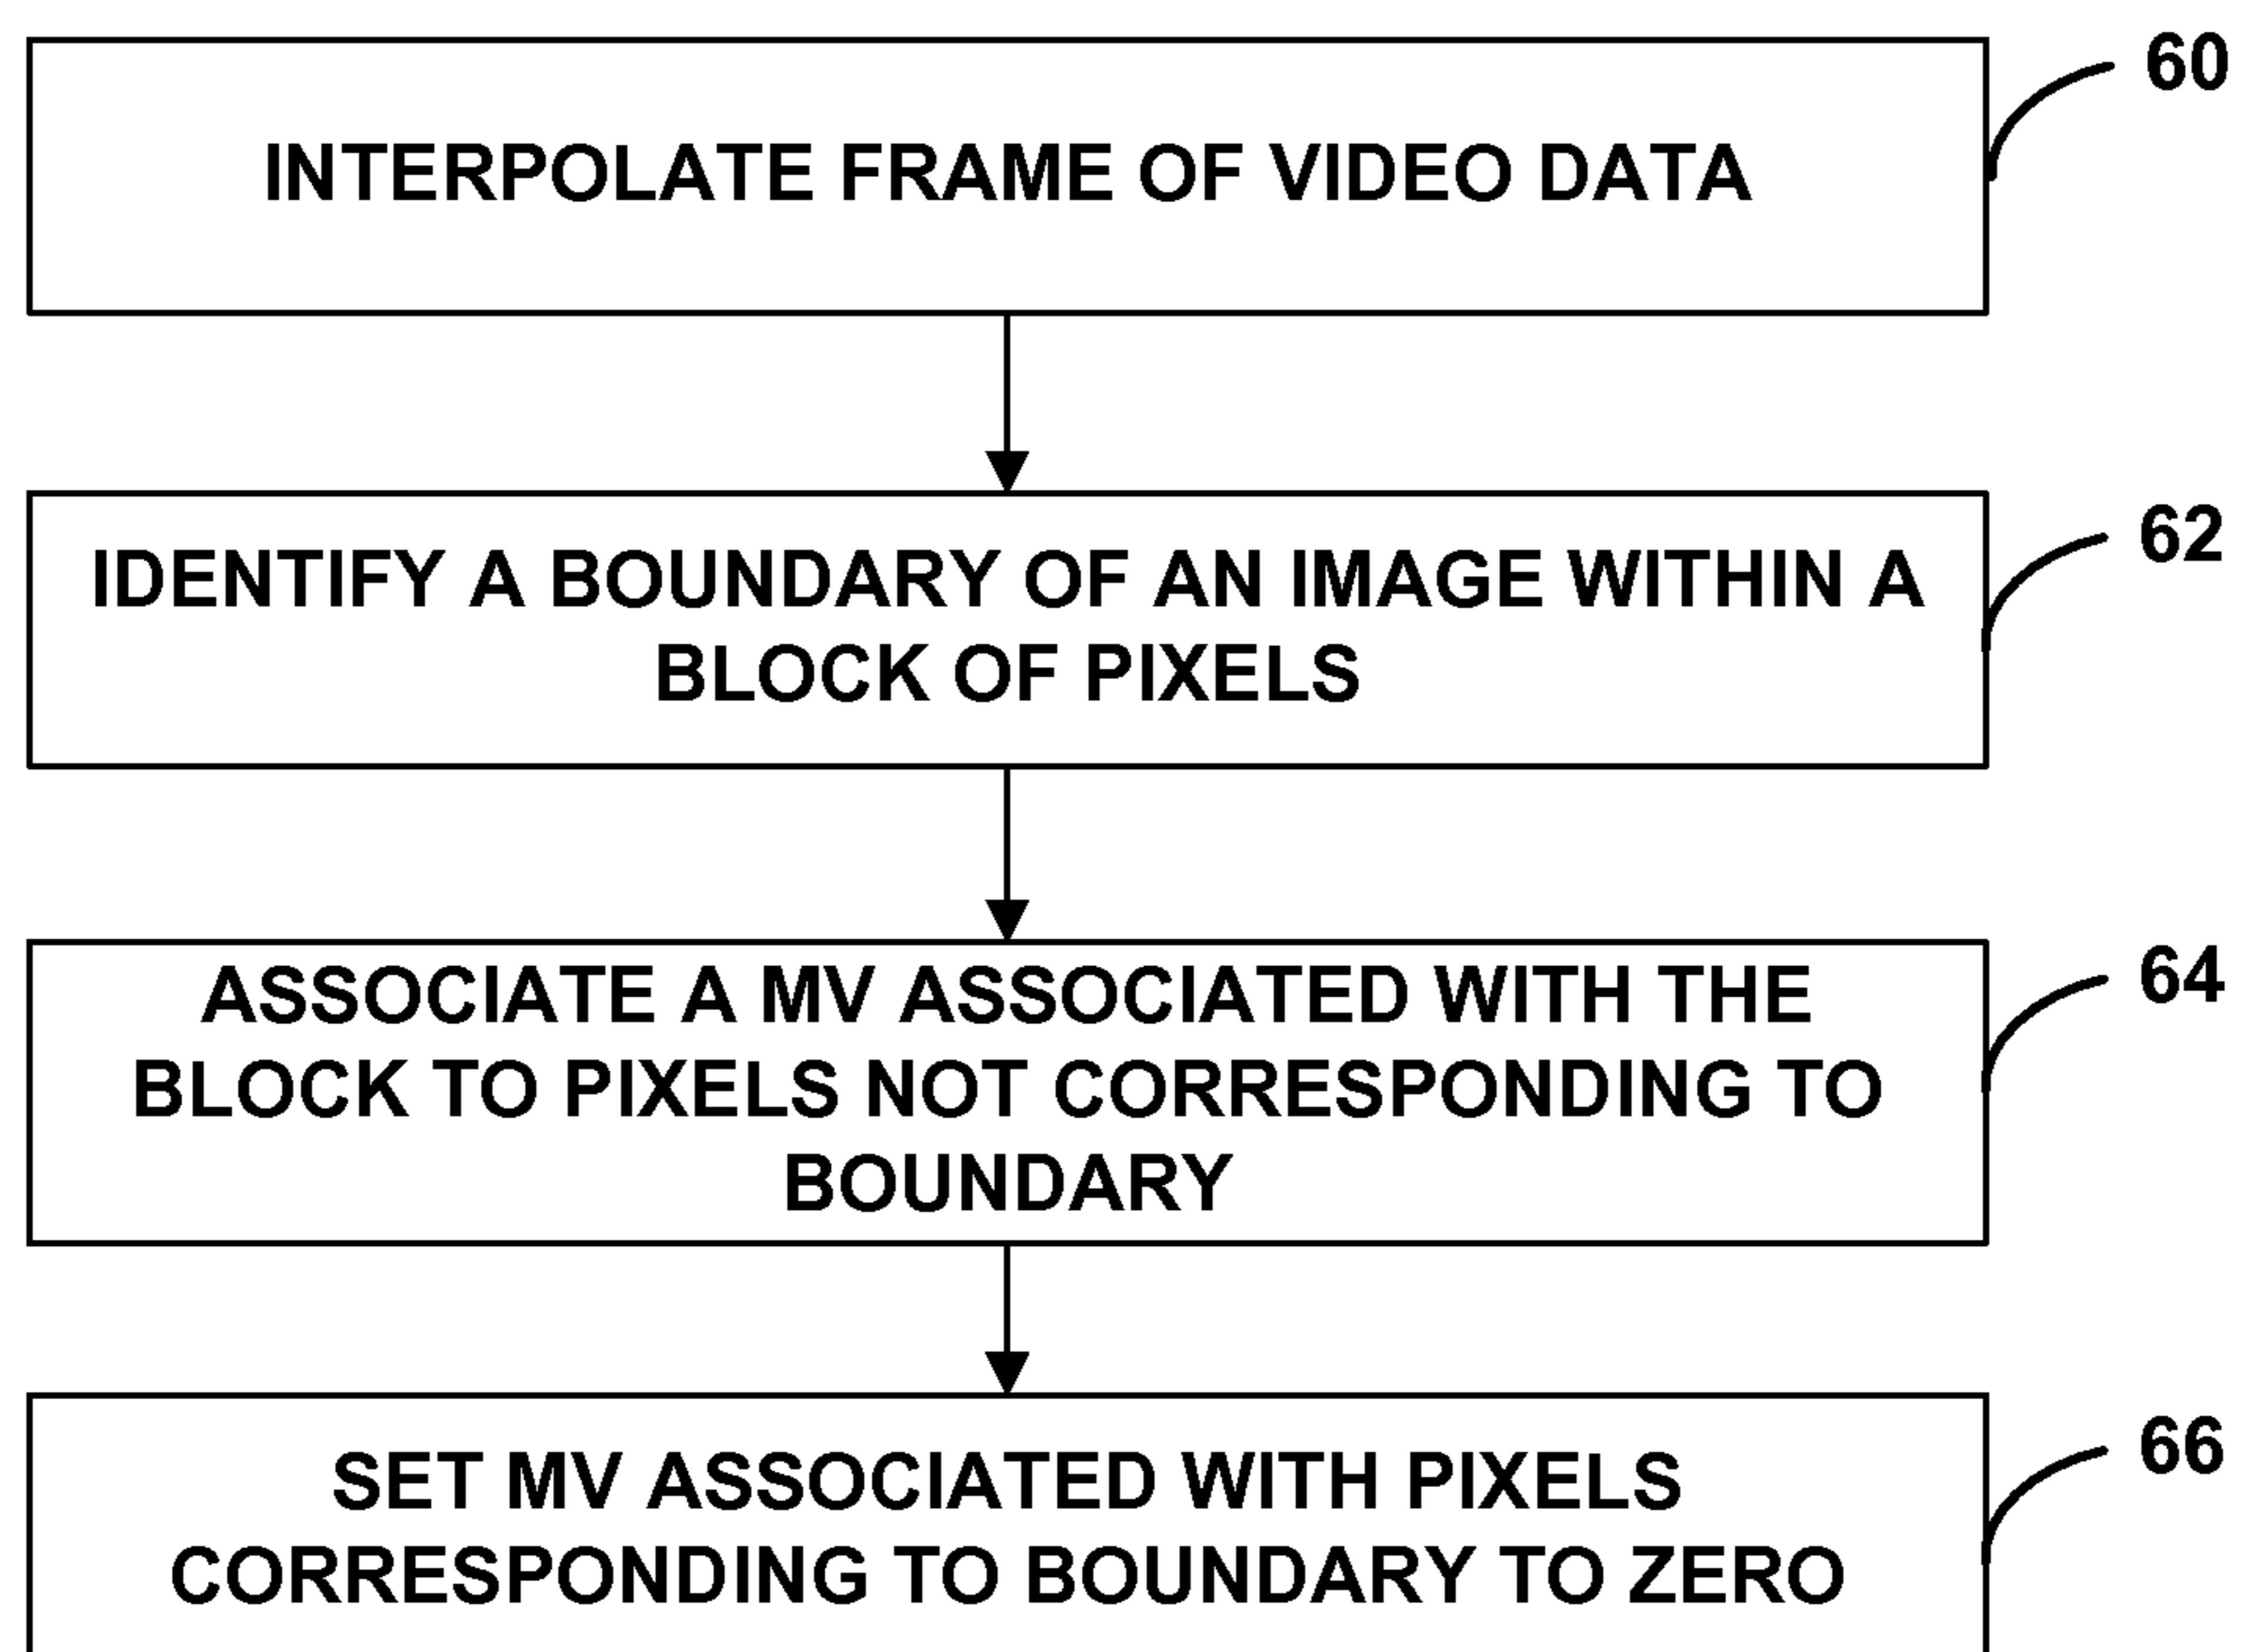 60
INTERPOLATE FRAME OF VIDEO DATA
62
IDENTIFY A BOUNDARY OF AN IMAGE WITHIN A
BLOCK OF PIXELS
64
ASSOCIATE A MV ASSOCIATED WITH THE
BLOCK TO PIXELS NOT CORRESPONDING TO
BOUNDARY
66
SET MV ASSOCIATED WITH PIXELS
CORRESPONDING TO BOUNDARY TO ZERO